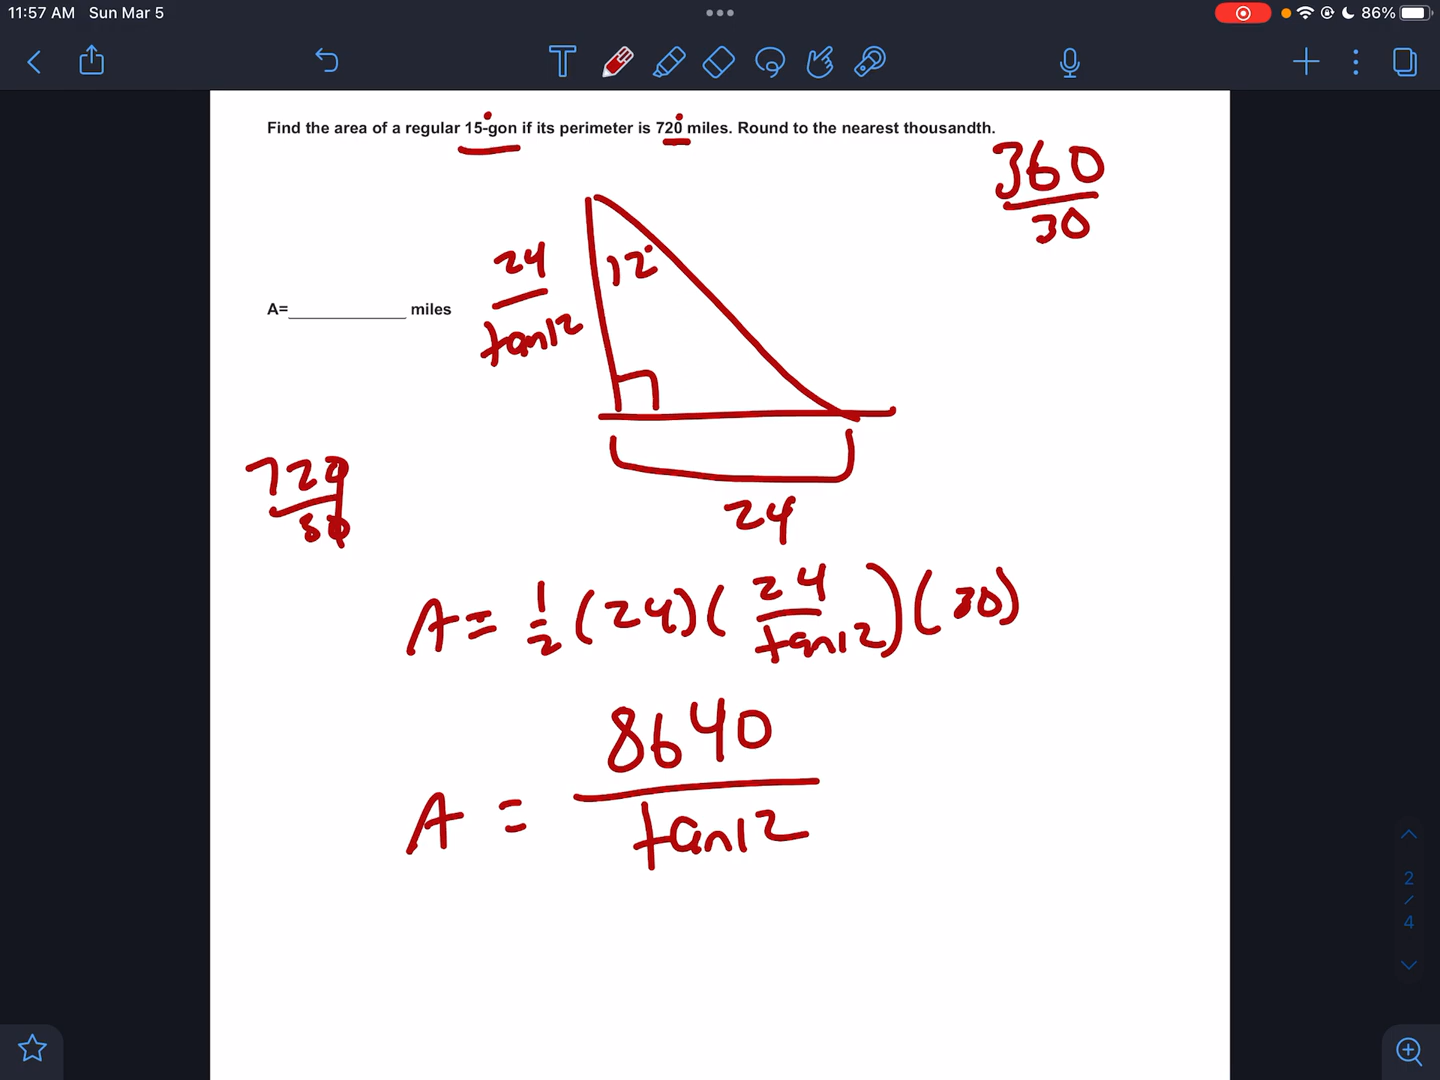 11:57 AM Sun Mar 5
86%
Find the area of a regular 15-gon if its perimeter is 720 miles. Round to the nearest thousandth.
360
30
24
tan12
12°
A=____________ miles
720
30
24
A = 1/2 (24)(24/tan12)(30)
A = 8640/tan12
2
/
4